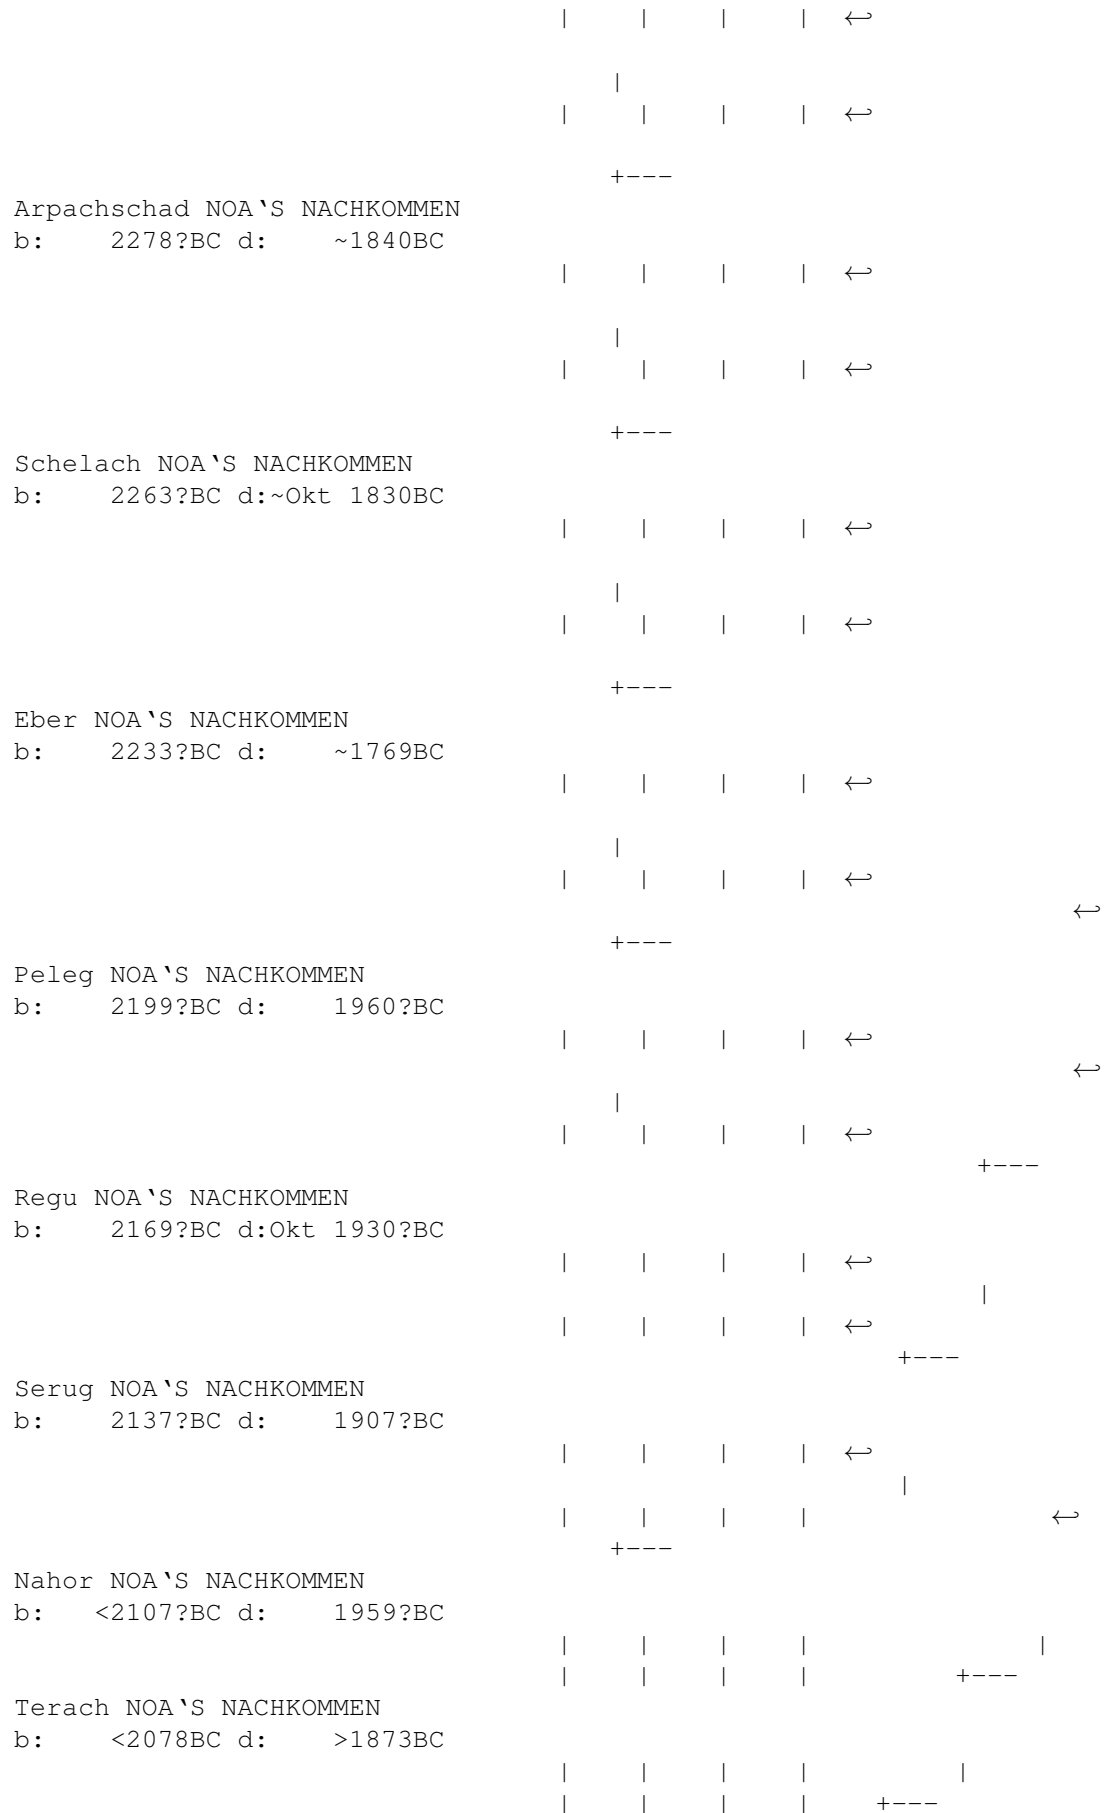 |    |    |    |  ↩
|
|    |    |    |  ↩
+---
Arpachschad NOA‘S NACHKOMMEN
b:    2278?BC d:    ~1840BC
|    |    |    |  ↩
|
|    |    |    |  ↩
+---
Schelach NOA‘S NACHKOMMEN
b:    2263?BC d:~Okt 1830BC
|    |    |    |  ↩
|
|    |    |    |  ↩
+---
Eber NOA‘S NACHKOMMEN
b:    2233?BC d:    ~1769BC
|    |    |    |  ↩
|
|    |    |    |  ↩
↩
+---
Peleg NOA‘S NACHKOMMEN
b:    2199?BC d:    1960?BC
|    |    |    |  ↩
↩
|
|    |    |    |  ↩
+---
Regu NOA‘S NACHKOMMEN
b:    2169?BC d:Okt 1930?BC
|    |    |    |  ↩
|
|    |    |    |  ↩
+---
Serug NOA‘S NACHKOMMEN
b:    2137?BC d:    1907?BC
|    |    |    |  ↩
|
|    |    |    |    ↩
+---
Nahor NOA‘S NACHKOMMEN
b:   <2107?BC d:    1959?BC
|    |    |    |    |
|    |    |    |    +---
Terach NOA‘S NACHKOMMEN
b:    <2078BC d:    >1873BC
|    |    |    |    |
|    |    |    |    +---